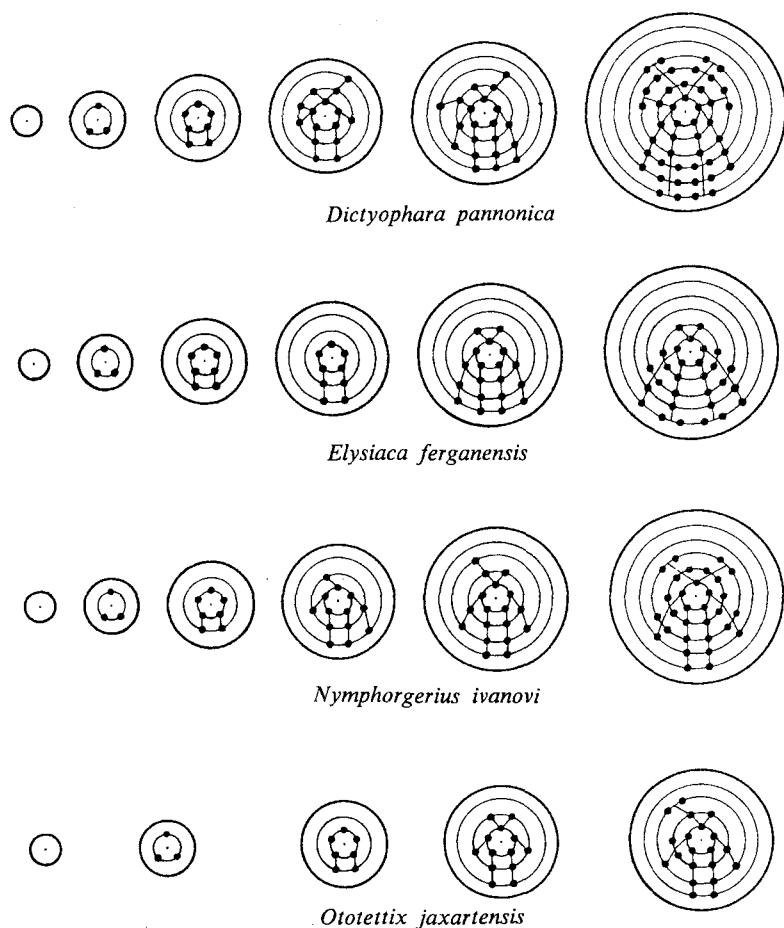 Dictyophara pannonica
Elysiaca ferganensis
Nymphorgerius ivanovi
Ototettix jaxartensis